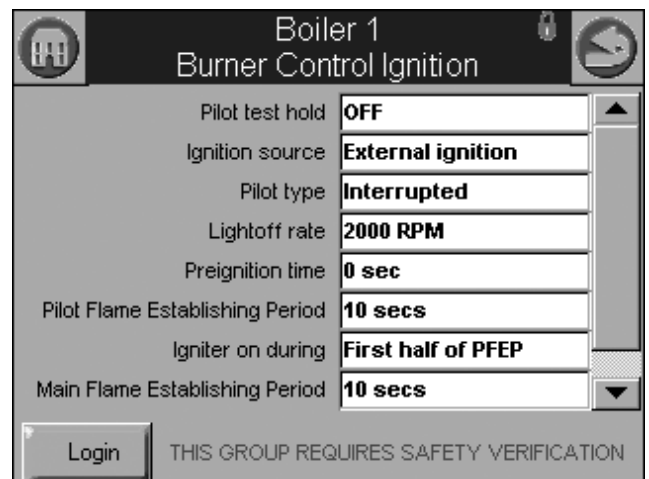 Boiler 1
Burner Control Ignition
Pilot test hold OFF
Ignition source External ignition
Pilot type Interrupted
Lightoff rate 2000 RPM
Preignition time 0 sec
Pilot Flame Establishing Period 10 secs
Igniter on during First half of PFEP
Main Flame Establishing Period 10 secs
Login THIS GROUP REQUIRES SAFETY VERIFICATION